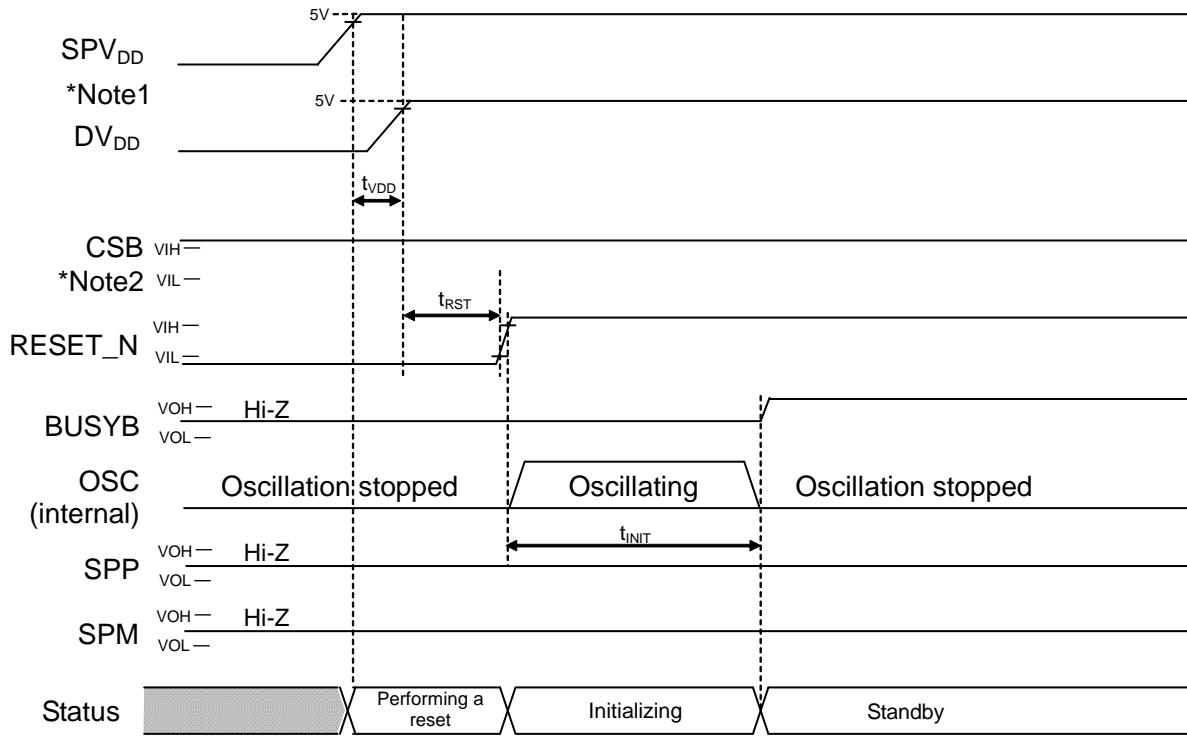 5V
SPVDD
*Note1
5V
DVDD
tVDD
CSB VIH
*Note2 VIL
tRST
VIH
RESET_N
VIL
VOH Hi-Z
BUSYB
VOL
OSC
(internal)
Oscillation stopped Oscillating Oscillation stopped
tINIT
VOH Hi-Z
SPP
VOL
VOH Hi-Z
SPM
VOL
Status
Performing a
reset
Initializing
Standby